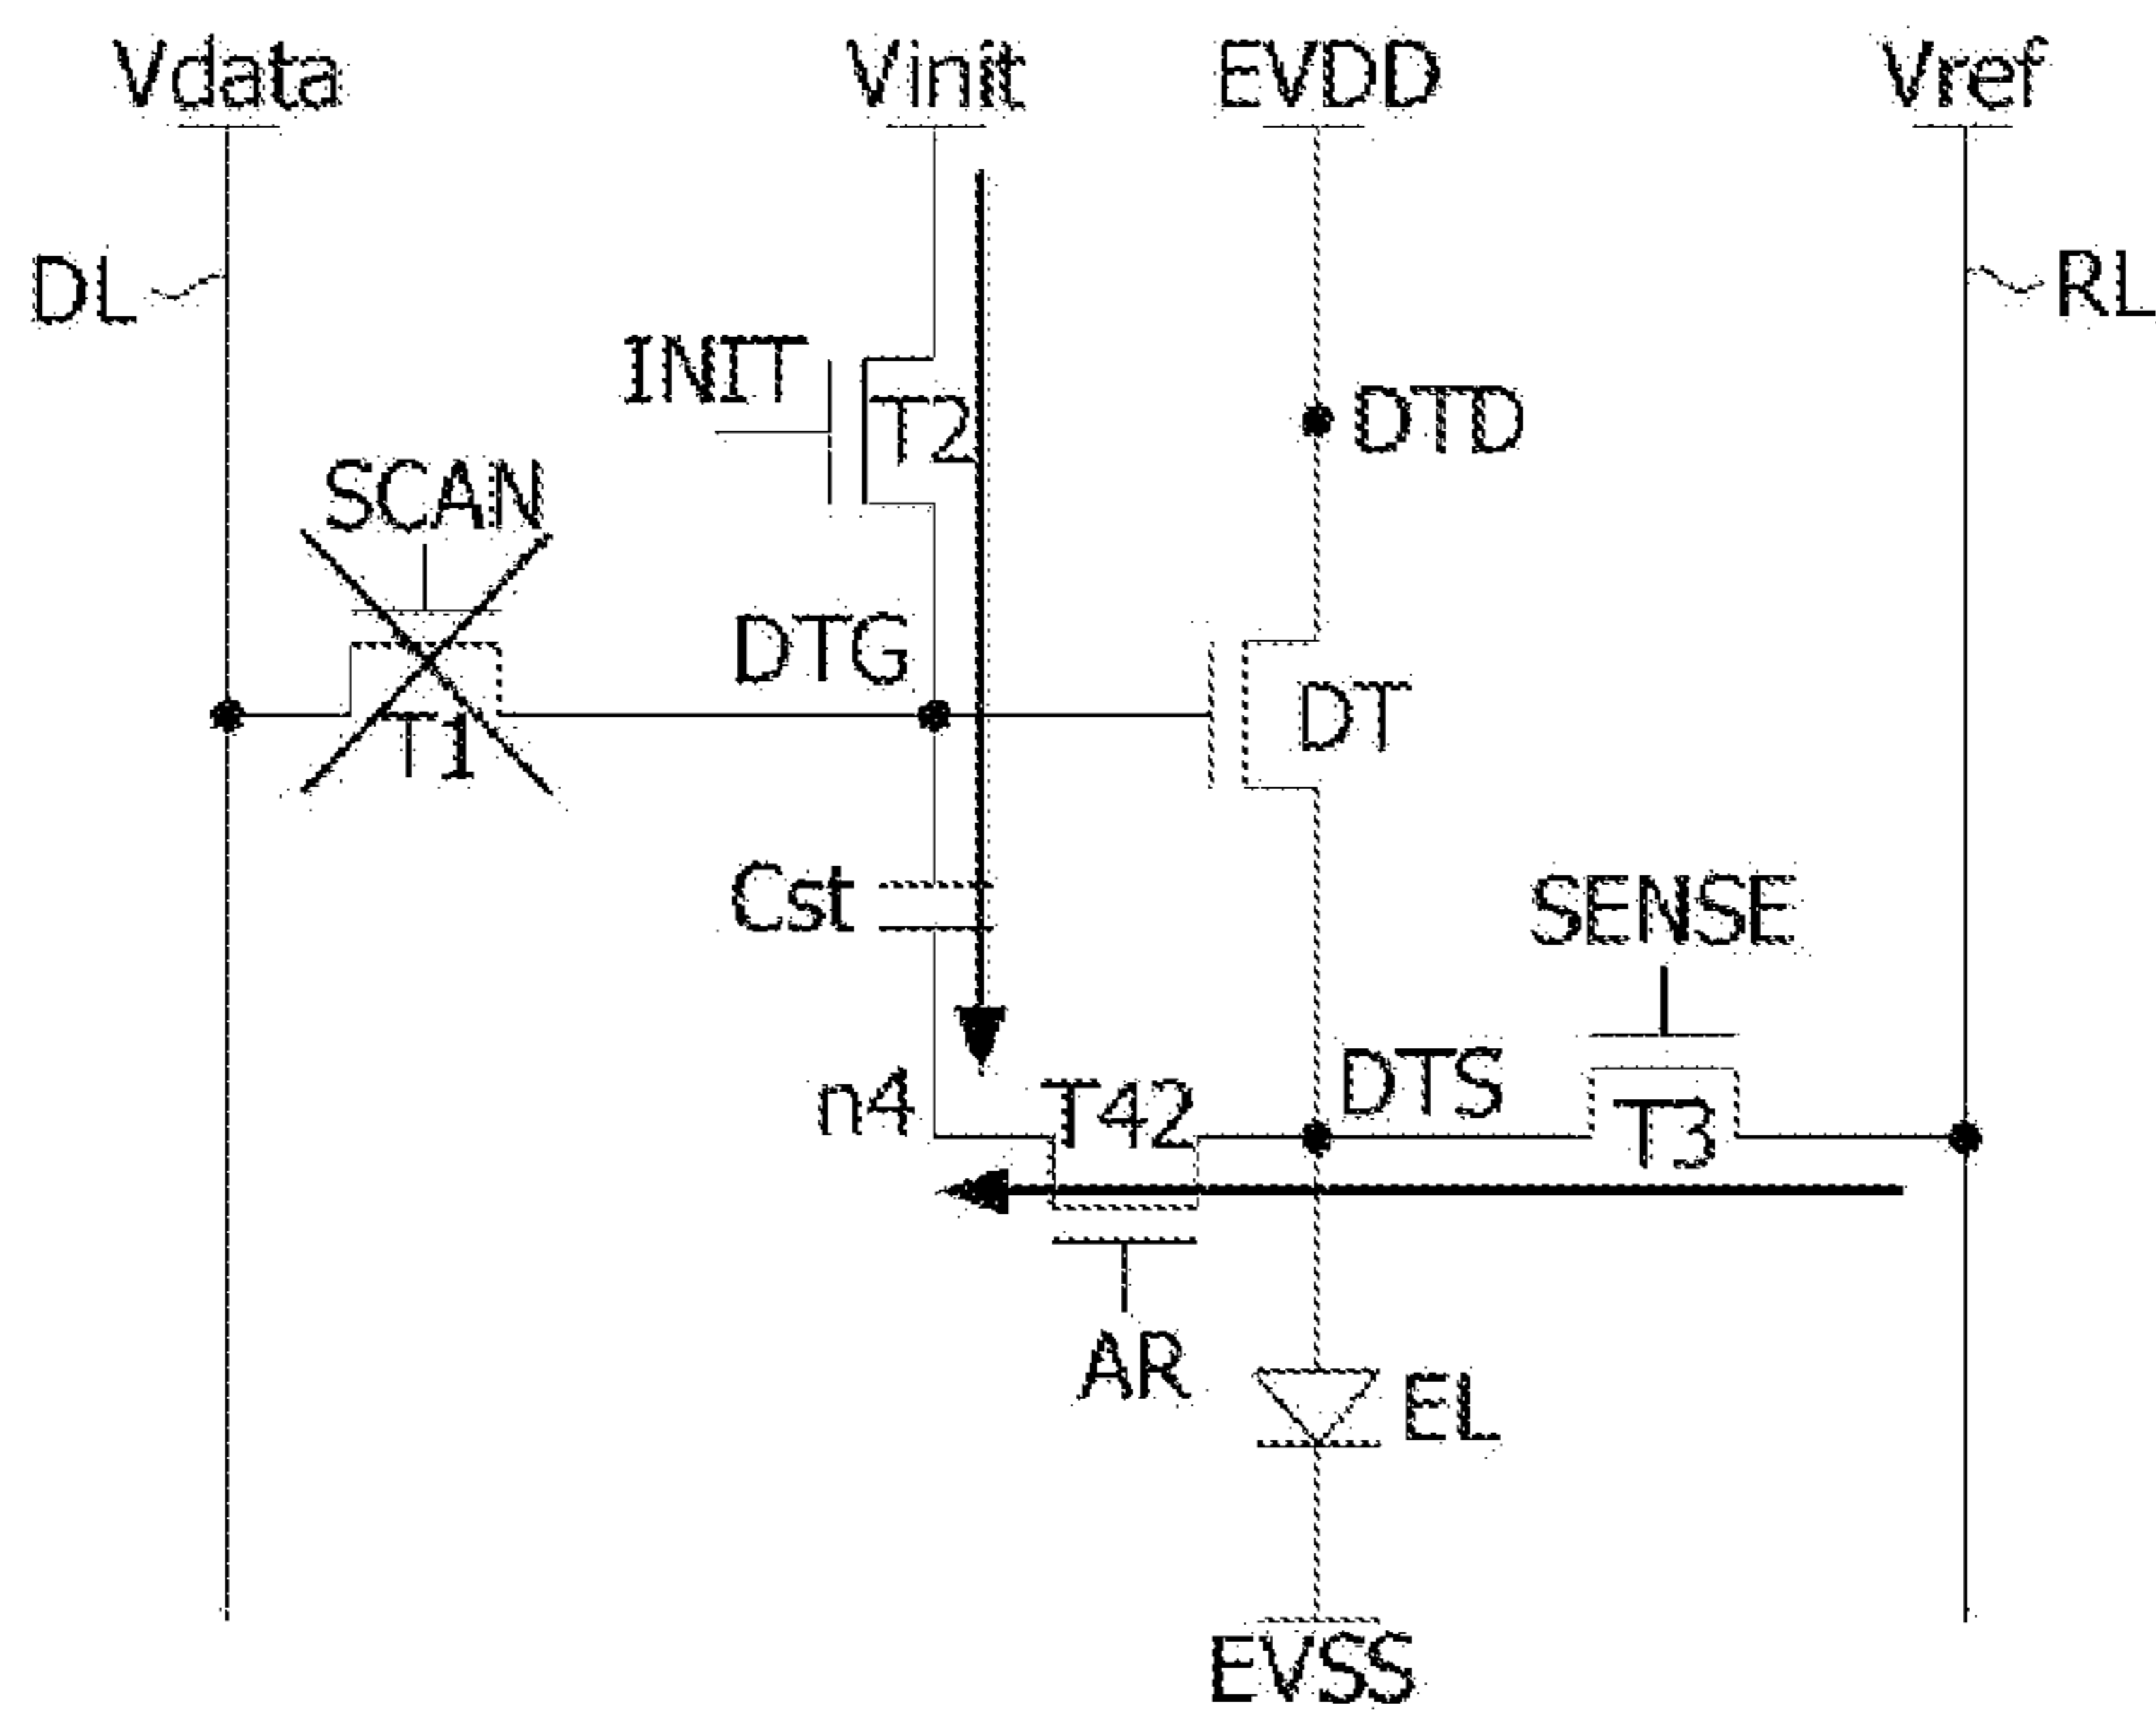 Vdata Vinit EVDD Vref
DL RL
INIT
T2 DTD
SCAN
DTG
DT
T1
Cst SENSE
n4 T42 DTS T3
AR EL
EVSS